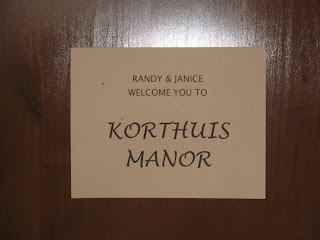 RANDY & JANICE
WELCOME YOU TO
KORTHUIS
MANOR